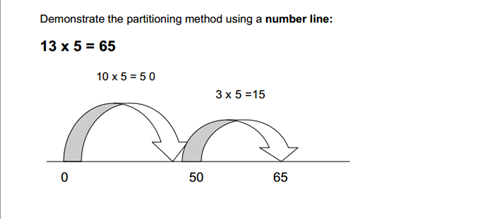 Demonstrate the partitioning method using a number line:
13 x 5 = 65
10 x 5 = 5 0
3 x 5 =15
0 50 65